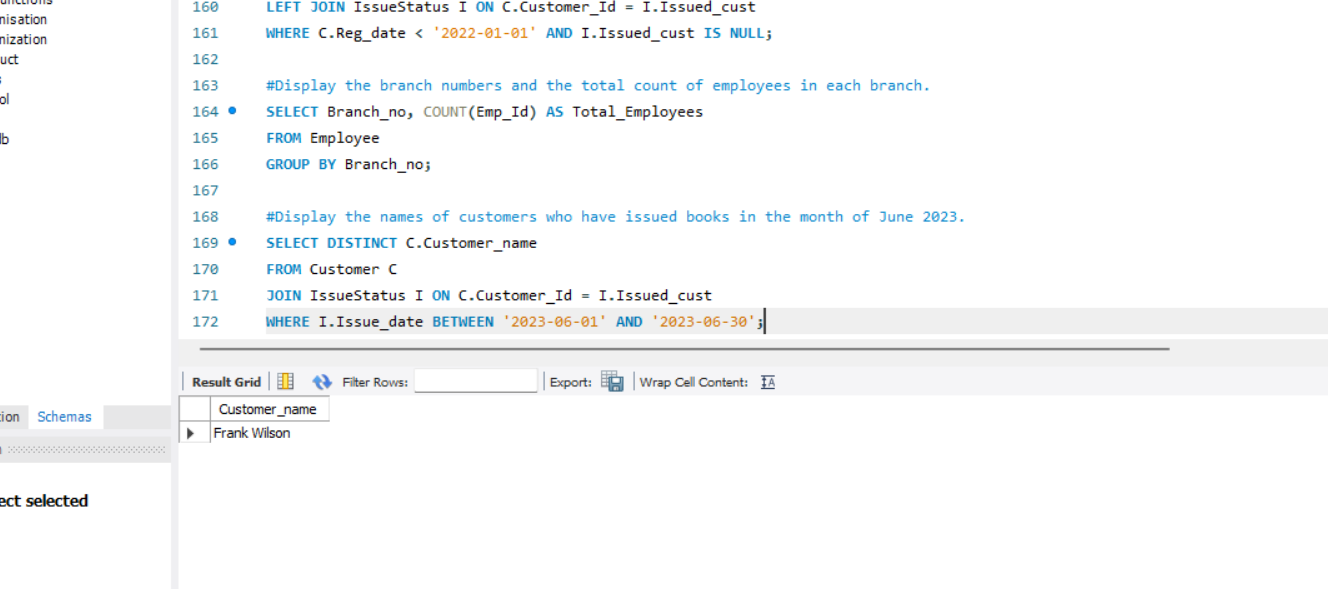 nisation
nization
uct
ol
lb
160 LEFT JOIN IssueStatus I ON C.Customer_Id = I.Issued_cust
161 WHERE C.Reg_date < '2022-01-01' AND I.Issued_cust IS NULL;
162
163 #Display the branch numbers and the total count of employees in each branch.
164 SELECT Branch_no, COUNT(Emp_Id) AS Total_Employees
165 FROM Employee
166 GROUP BY Branch_no;
167
168 #Display the names of customers who have issued books in the month of June 2023.
169 SELECT DISTINCT C.Customer_name
170 FROM Customer C
171 JOIN IssueStatus I ON C.Customer_Id = I.Issued_cust
172 WHERE I.Issue_date BETWEEN '2023-06-01' AND '2023-06-30';
Result Grid Filter Rows: Export: Wrap Cell Content: IA
Customer_name
Frank Wilson
tion Schemas
ect selected